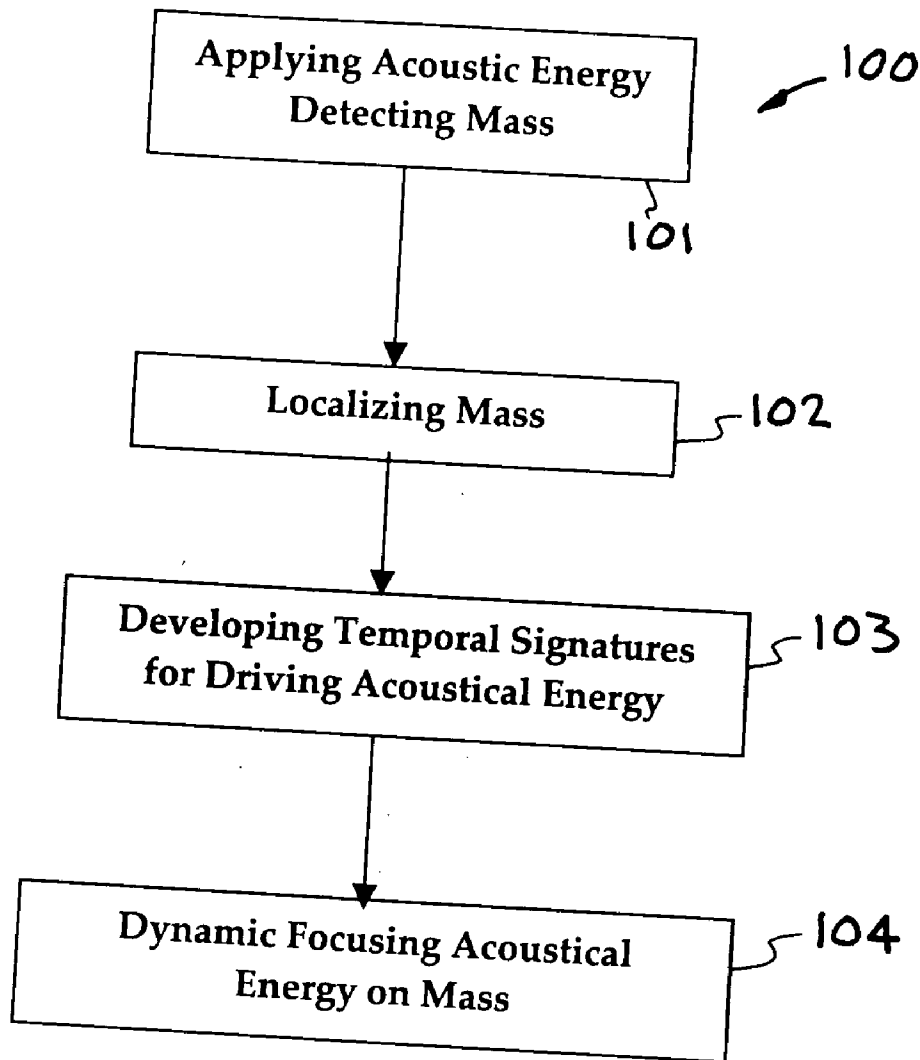 Applying Acoustic Energy
Detecting Mass
100
101
Localizing Mass
102
Developing Temporal Signatures
for Driving Acoustical Energy
103
Dynamic Focusing Acoustical
Energy on Mass
104